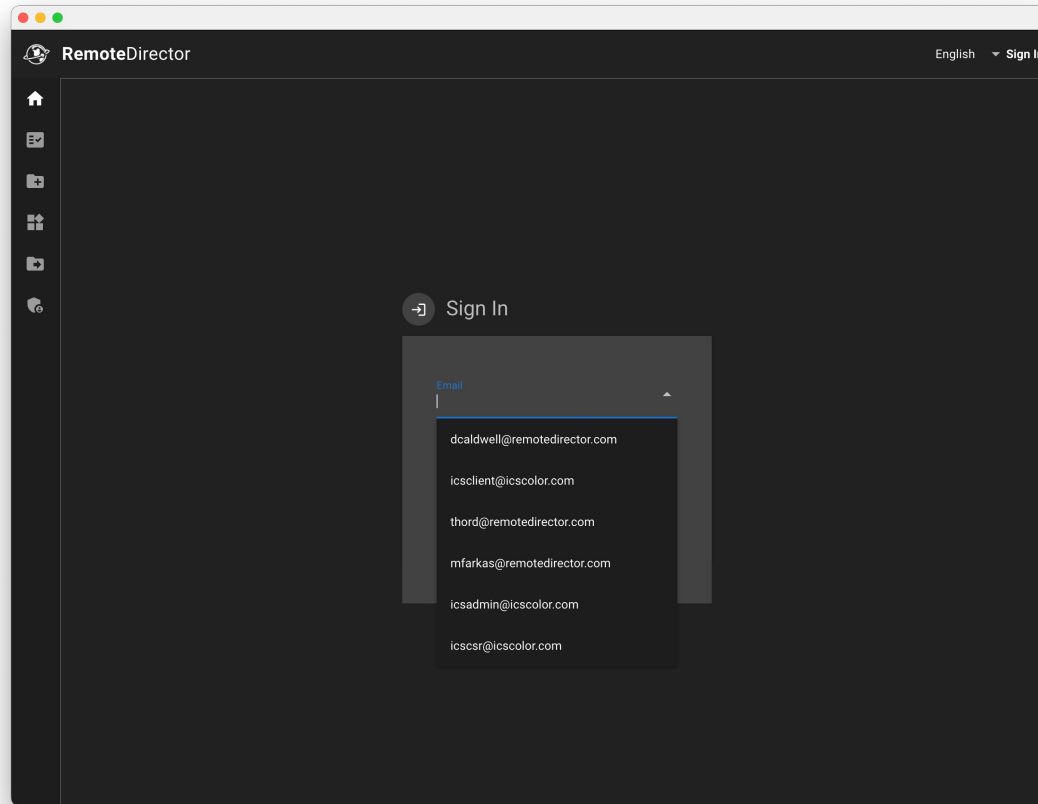 RemoteDirector
English
Sign In
Sign In
Email
dcaldwell@remotedirector.com
icsclient@icscolor.com
thord@remotedirector.com
mfarkas@remotedirector.com
icsadmin@icscolor.com
icscsr@icscolor.com